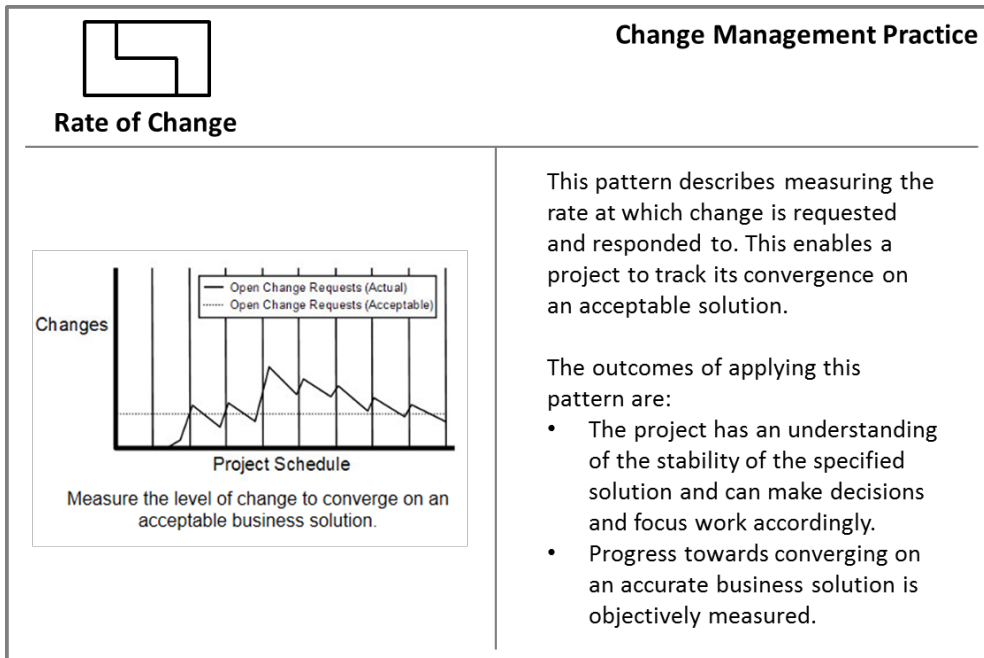 Change Management Practice
Rate of Change
Open Change Requests (Actual)
Open Change Requests (Acceptable)
Changes
Project Schedule
Measure the level of change to converge on an
acceptable business solution.
This pattern describes measuring the
rate at which change is requested
and responded to. This enables a
project to track its convergence on
an acceptable solution.
The outcomes of applying this
pattern are:
• The project has an understanding
of the stability of the specified
solution and can make decisions
and focus work accordingly.
• Progress towards converging on
an accurate business solution is
objectively measured.